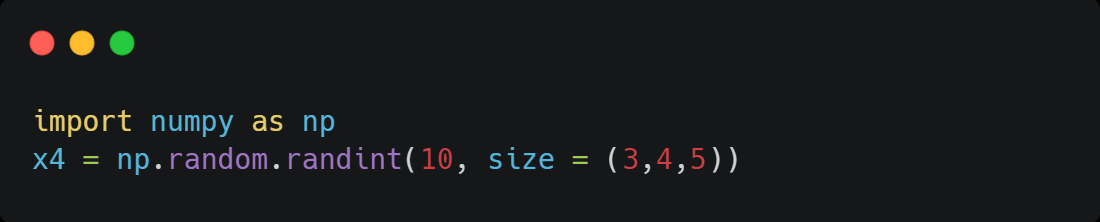 import numpy as np
x4 = np.random.randint(10, size = (3,4,5))